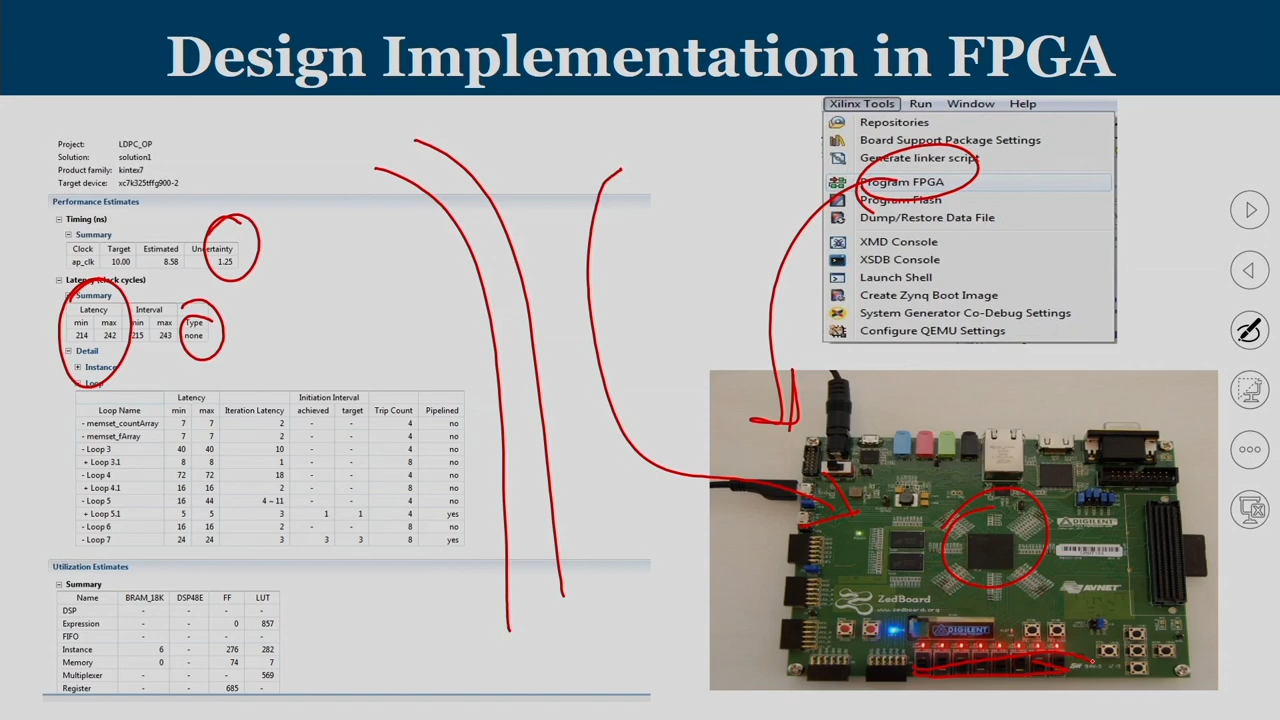 Design Implementation in FPGA
Project: LDPC_OP
Solution: solution1
Product family: kintex7
Target device: xc7k325tffg900-2
Performance Estimates
Timing (ns)
Summary
Clock Target Estimated Uncertainty
ap_clk 10.00 8.58 1.25
Latency (clock cycles)
Summary
Latency Interval
min max min max Type
214 242 215 243 none
Detail
Instance
Loop
Latency Initiation Interval
Loop Name min max Iteration Latency achieved target Trip Count Pipelined
- memset_countArray 7 7 2 - - 4 no
- memset_fArray 7 7 2 - - 4 no
- Loop 3 40 40 10 - - 4 no
+ Loop 3.1 8 8 1 - - 8 no
- Loop 4 72 72 18 - - 4 no
+ Loop 4.1 16 16 2 - - 8 no
- Loop 5 16 44 4 ~ 11 - - 4 no
+ Loop 5.1 5 5 3 1 1 4 yes
- Loop 6 16 16 2 - - 8 no
- Loop 7 24 24 3 3 3 8 yes
Utilization Estimates
Summary
Name BRAM_18K DSP48E FF LUT
DSP - - - -
Expression - - 0 857
FIFO - - - -
Instance 6 - 276 282
Memory 0 - 74 7
Multiplexer - - - 569
Register - - 685 -
Xilinx Tools Run Window Help
Repositories
Board Support Package Settings
Generate linker script
Program FPGA
Program Flash
Dump/Restore Data File
XMD Console
XSDB Console
Launch Shell
Create Zynq Boot Image
System Generator Co-Debug Settings
Configure QEMU Settings
DIGILENT
AVNET
ZedBoard
www.zedboard.org
DIGILENT